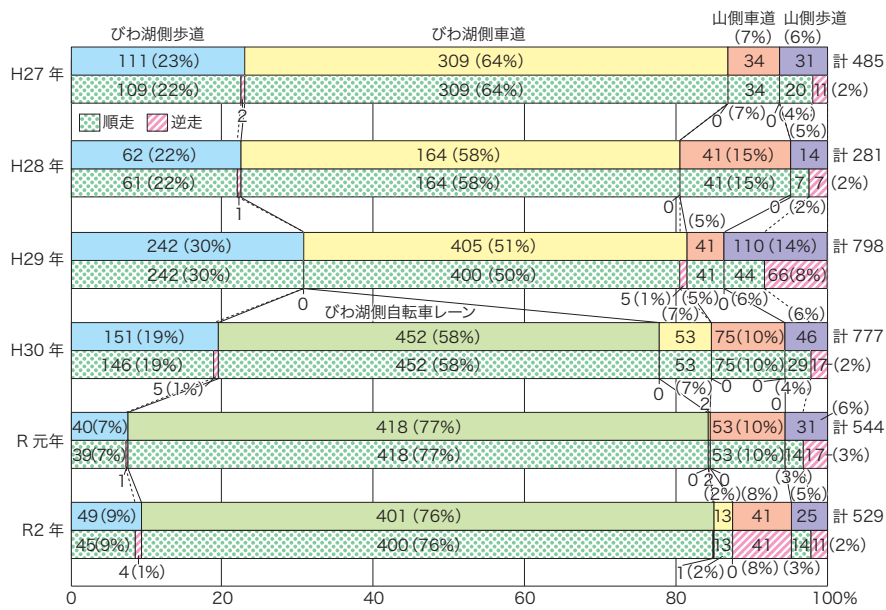 びわ湖側歩道 びわ湖側車道 山側車道 山側歩道
(7%) (6%)
H27 年 111 (23%) 309 (64%) 34 31 計 485
109 (22%) 309 (64%) 34 20 11 (2%)
2 0 (7%) 0 (4%)
順走 逆走 (5%)
H28 年 62 (22%) 164 (58%) 41 (15%) 14 計 281
61 (22%) 164 (58%) 41 (15%) 7 7 (2%)
1 0 0 (2%)
(5%)
H29 年 242 (30%) 405 (51%) 41 110 (14%) 計 798
242 (30%) 400 (50%) 41 44 66(8%)
0 5 (1%) (5%) 0 (6%)
びわ湖側自転車レーン (7%) (6%)
H30 年 151 (19%) 452 (58%) 53 75(10%) 46 計 777
146 (19%) 452 (58%) 53 75(10%) 29 17 (2%)
5 (1%) 0 (7%) 0 0 (4%)
2 0 (6%)
R 元年 40(7%) 418 (77%) 53 (10%) 31 計 544
39(7%) 418 (77%) 53 (10%) 14 17 (3%)
1 0 2 0 (3%)
(2%) (8%) (5%)
R2 年 49 (9%) 401 (76%) 13 41 25 計 529
45(9%) 400 (76%) 13 41 14 11 (2%)
4 (1%) 1 (2%) 0 (8%) (3%)
0 20 40 60 80 100%